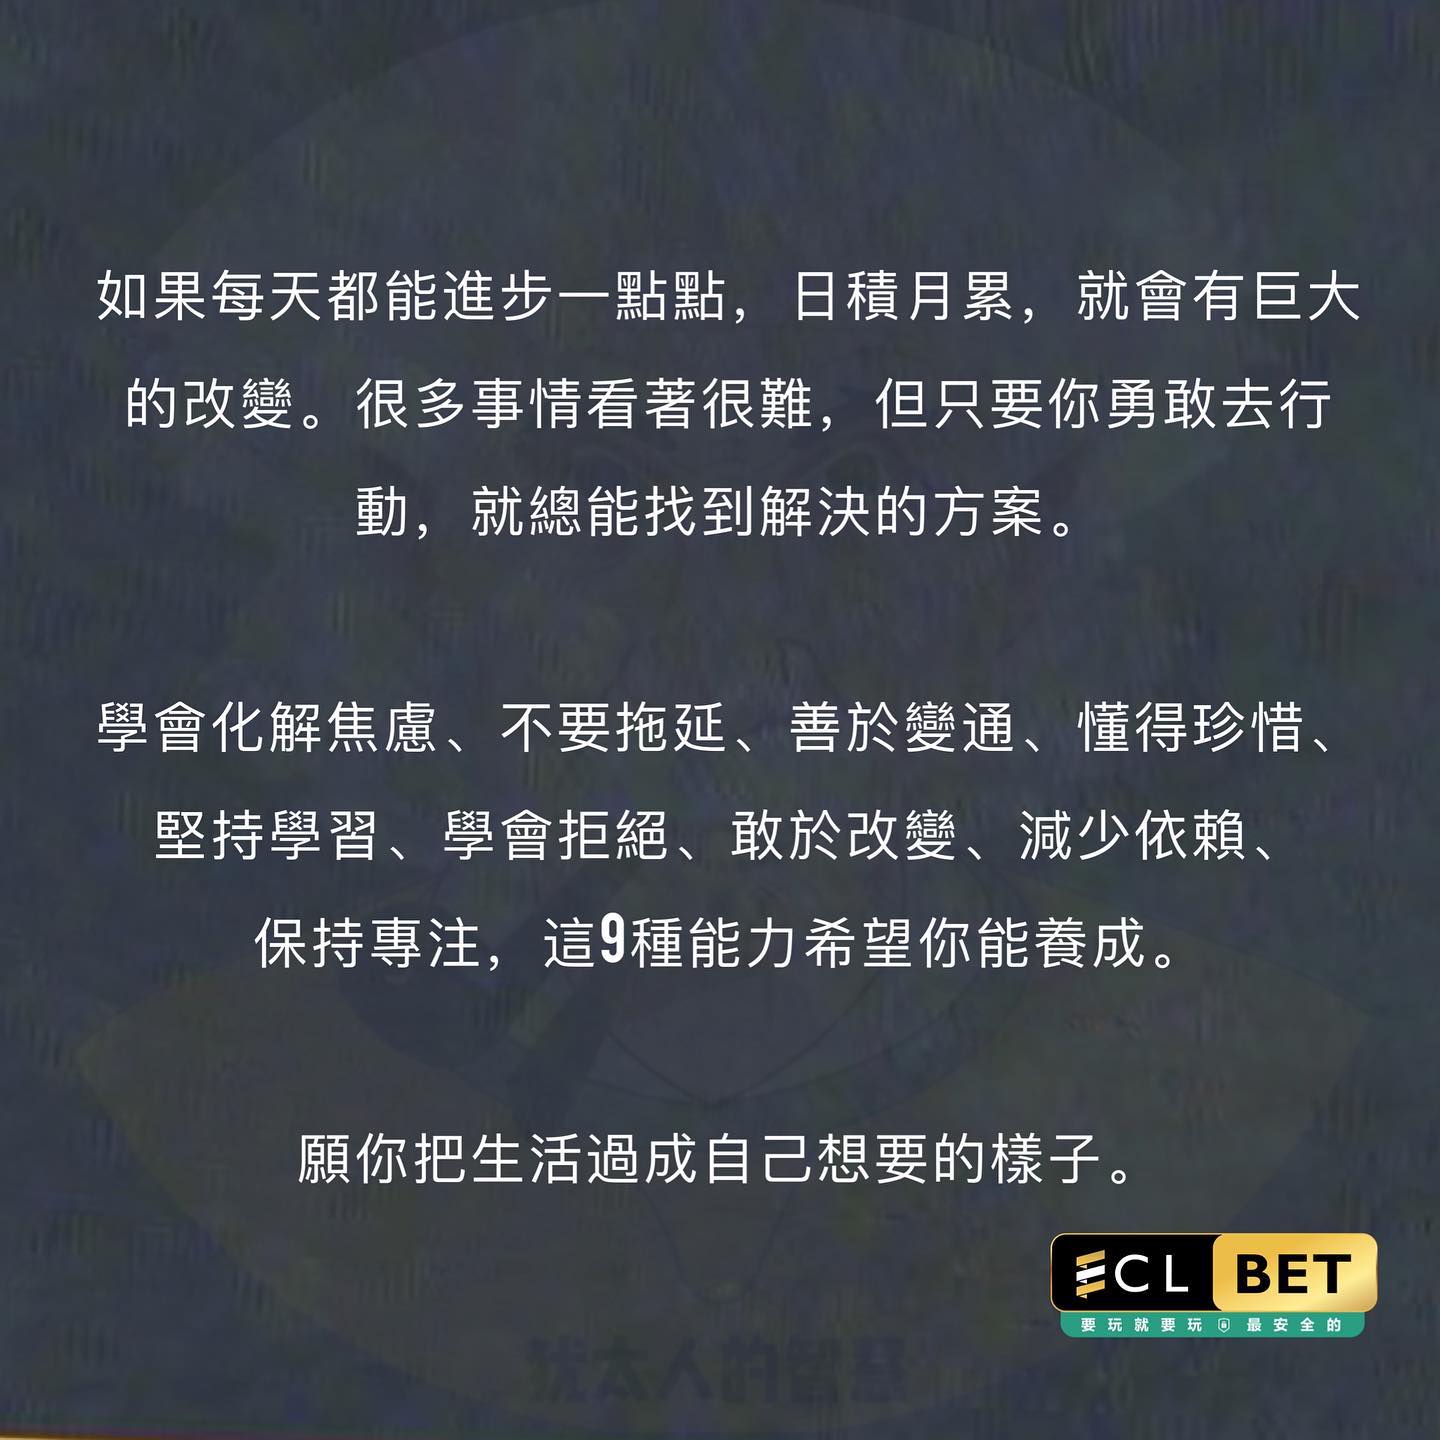 如果每天都能進步一點點，日積月累，就會有巨大
的改變。很多事情看著很難，但只要你勇敢去行
動，就總能找到解決的方案。
學會化解焦慮、不要拖延、善於變通、懂得珍惜、
堅持學習、學會拒絕、敢於改變、減少依賴、
保持專注，這9種能力希望你能養成。
願你把生活過成自己想要的樣子。
ECL BET
要玩就要玩 最安全的
犹太人的智慧